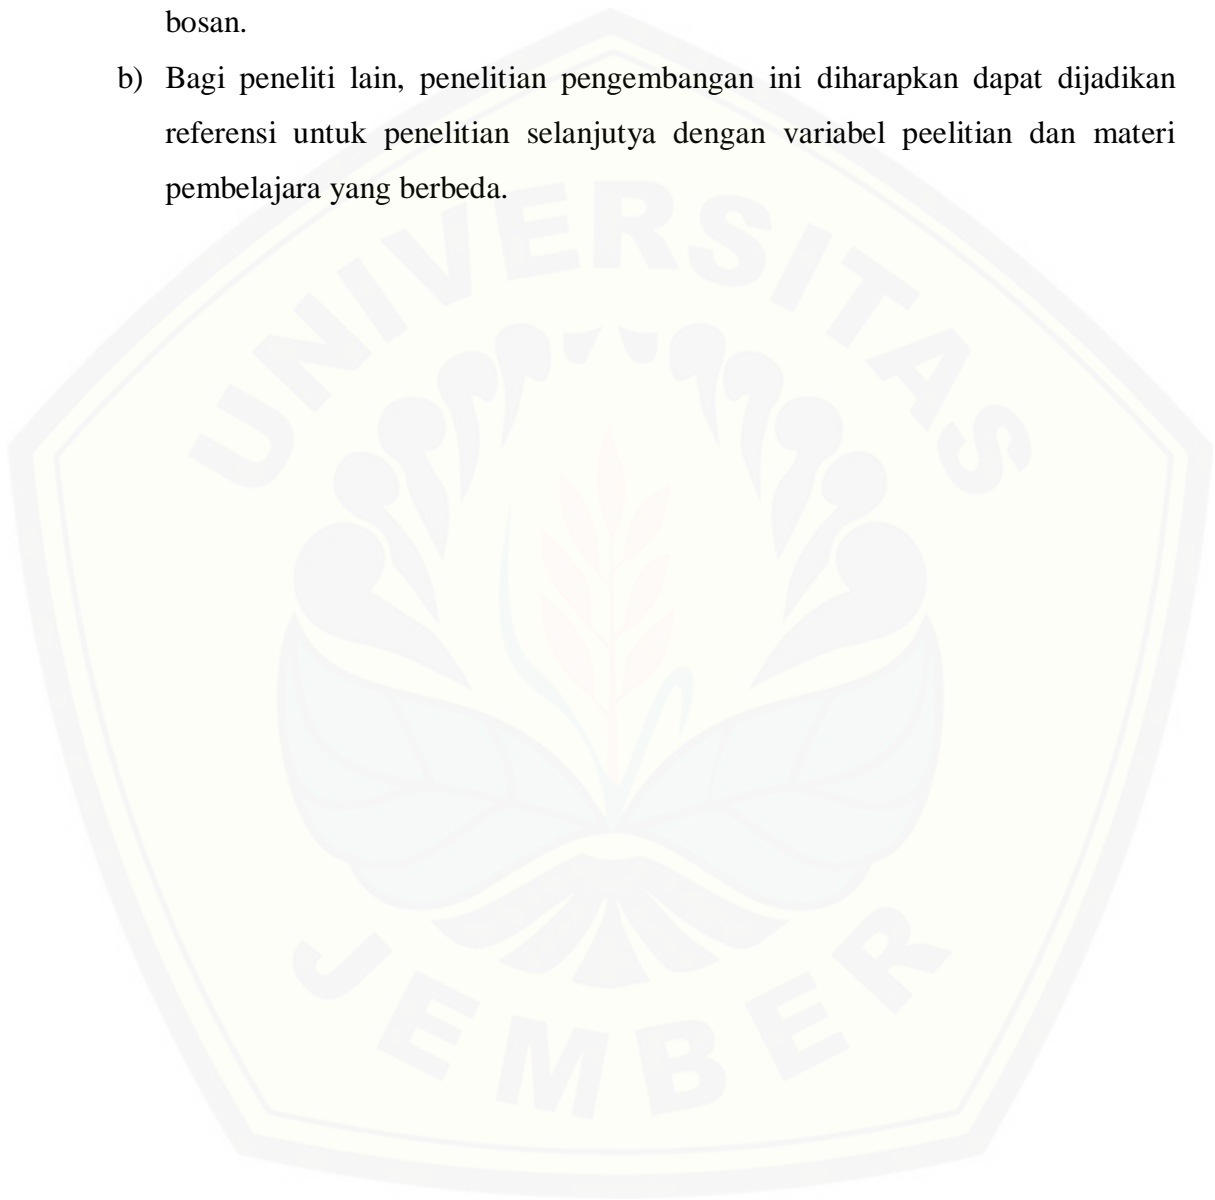 bosan.
b) Bagi peneliti lain, penelitian pengembangan ini diharapkan dapat dijadikan
referensi untuk penelitian selanjutya dengan variabel peelitian dan materi
pembelajara yang berbeda.
UNIVERSITAS
JEMBER